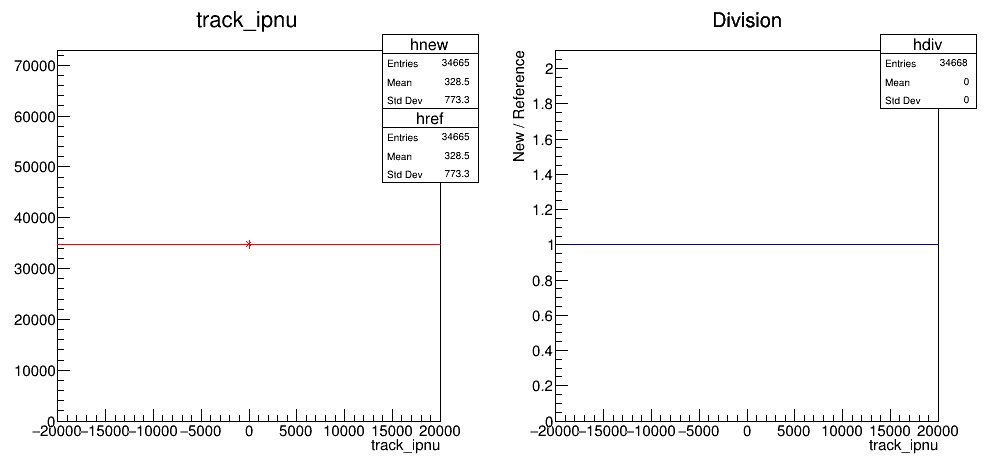 track_ipnu
hnew
Entries 34665
Mean 328.5
Std Dev 773.3
href
Entries 34665
Mean 328.5
Std Dev 773.3
70000
60000
50000
40000
30000
20000
10000
0
−20000 −15000 −10000 −5000 0 5000 10000 15000 20000
track_ipnu
Division
hdiv
Entries 34668
Mean 0
Std Dev 0
New / Reference
2
1.8
1.6
1.4
1.2
1
0.8
0.6
0.4
0.2
0
−20000 −15000 −10000 −5000 0 5000 10000 15000 20000
track_ipnu